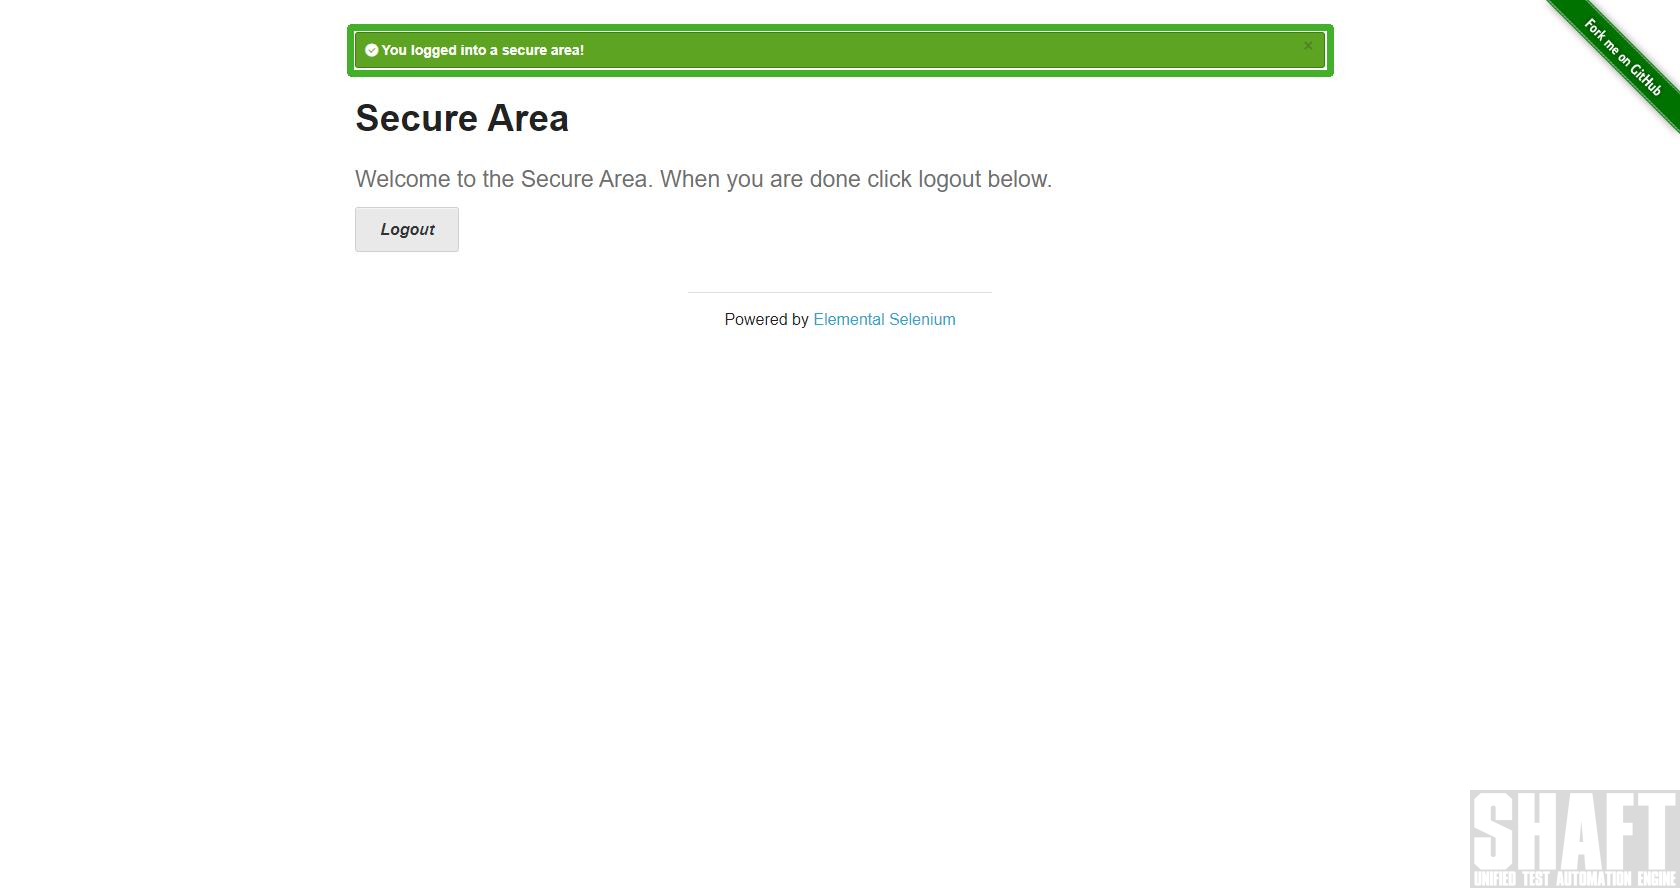 You logged into a secure area!
×
Fork me on GitHub
Secure Area
Welcome to the Secure Area. When you are done click logout below.
Logout
Powered by Elemental Selenium
SHAFT
UNIFIED TEST AUTOMATION ENGINE